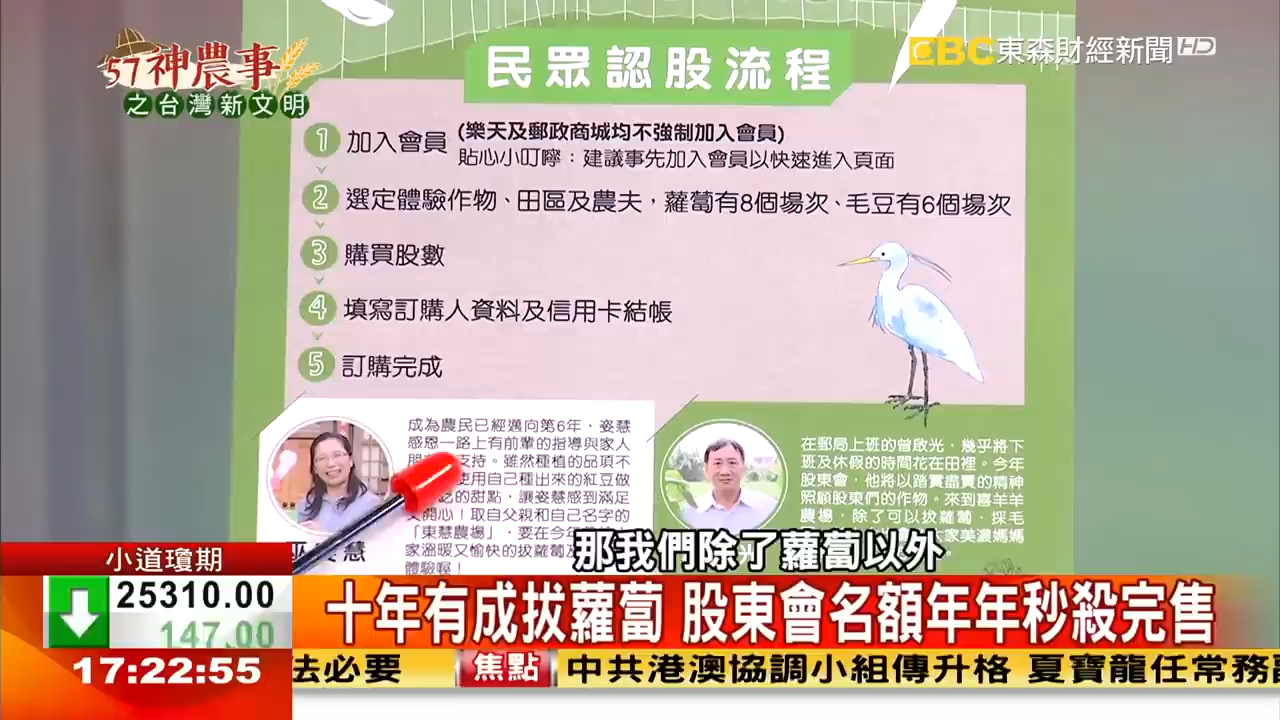 57神農事
之台灣新文明
EBC 東森財經新聞 HD
民眾認股流程
1 加入會員 (樂天及郵政商城均不強制加入會員)
貼心小叮嚀：建議事先加入會員以快速進入頁面
2 選定體驗作物、田區及農夫，蘿蔔有8個場次、毛豆有6個場次
3 購買股數
4 填寫訂購人資料及信用卡結帳
5 訂購完成
成為農民已經邁向第6年，姿慧
感恩一路上有前輩的指導與家人
支持。雖然種植的品項不
使用自己種出來的紅豆做
的甜點，讓姿慧感到滿足
開心！取自父親和自己名字的
「東慧農場」，要在今年
家溫暖又愉快的拔蘿蔔
體驗喔！
慧
在郵局上班的曾啟光，幾乎將下
班及休假的時間花在田裡。今年
股東會，他將以踏實盡責的精神
照顧股東們的作物。來到喜羊羊
農場，除了可以拔蘿蔔、採毛
大家美濃媽媽
光
那我們除了蘿蔔以外
小道瓊期
25310.00
147.00
17:22:55
十年有成拔蘿蔔 股東會名額年年秒殺完售
法必要 焦點 中共港澳協調小組傳升格 夏寶龍任常務